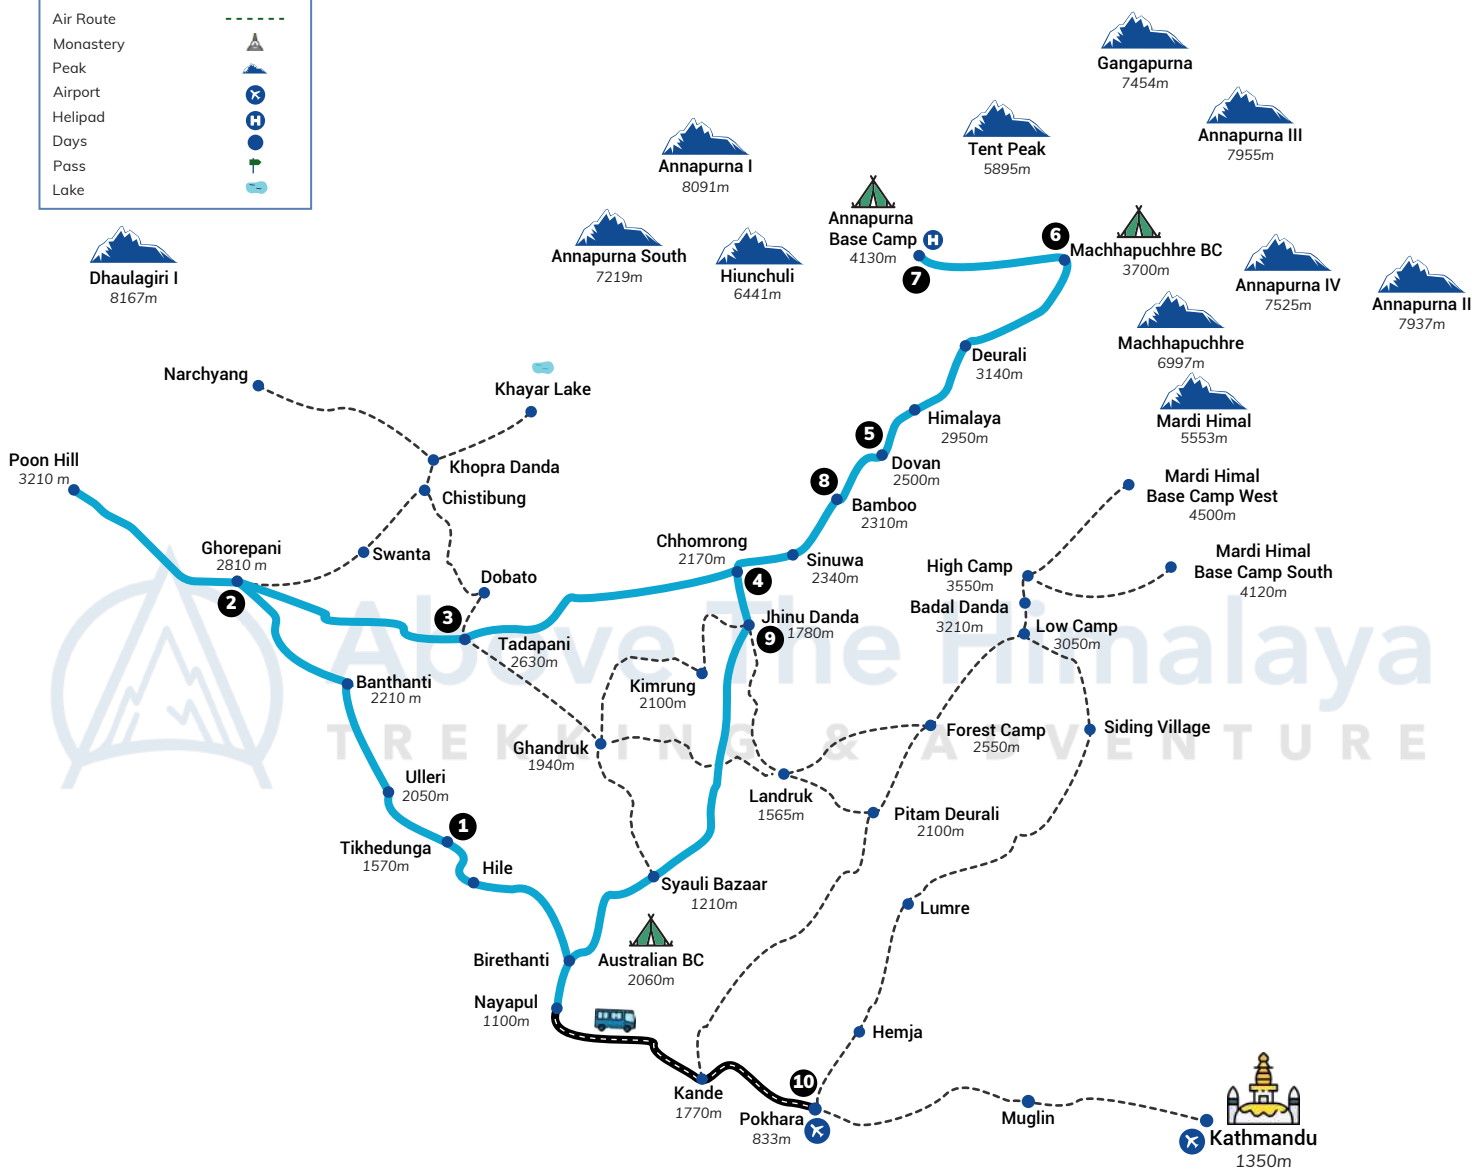 Air Route
Monastery
Peak
Airport
Helipad
H
Days
Pass
Lake
Gangapurna
7454m
Annapurna III
7955m
Tent Peak
5895m
Annapurna I
8091m
Annapurna
Base Camp
4130m
H
7
6
Machhapuchhre BC
3700m
Annapurna South
7219m
Hiunchuli
6441m
Dhaulagiri I
8167m
Annapurna IV
7525m
Annapurna II
7937m
Machhapuchhre
6997m
Mardi Himal
5553m
Deurali
3140m
Narchyang
Khayar Lake
Himalaya
2950m
5
Dovan
2500m
Poon Hill
3210 m
Khopra Danda
Chistibung
8
Bamboo
2310m
Mardi Himal
Base Camp West
4500m
Ghorepani
2810 m
2
Swanta
Dobato
Chhomrong
2170m
4
Sinuwa
2340m
High Camp
3550m
Mardi Himal
Base Camp South
4120m
Badal Danda
3210m
Low Camp
3050m
3
Tadapani
2630m
Jhinu Danda
1780m
9
Above The Himalaya
TREKKING & ADVENTURE
Banthanti
2210 m
Kimrung
2100m
Ghandruk
1940m
Forest Camp
2550m
Siding Village
Ulleri
2050m
Landruk
1565m
Pitam Deurali
2100m
1
Tikhedunga
1570m
Hile
Syauli Bazaar
1210m
Lumre
Birethanti
Australian BC
2060m
Nayapul
1100m
Hemja
Kande
1770m
10
Pokhara
833m
Muglin
Kathmandu
1350m